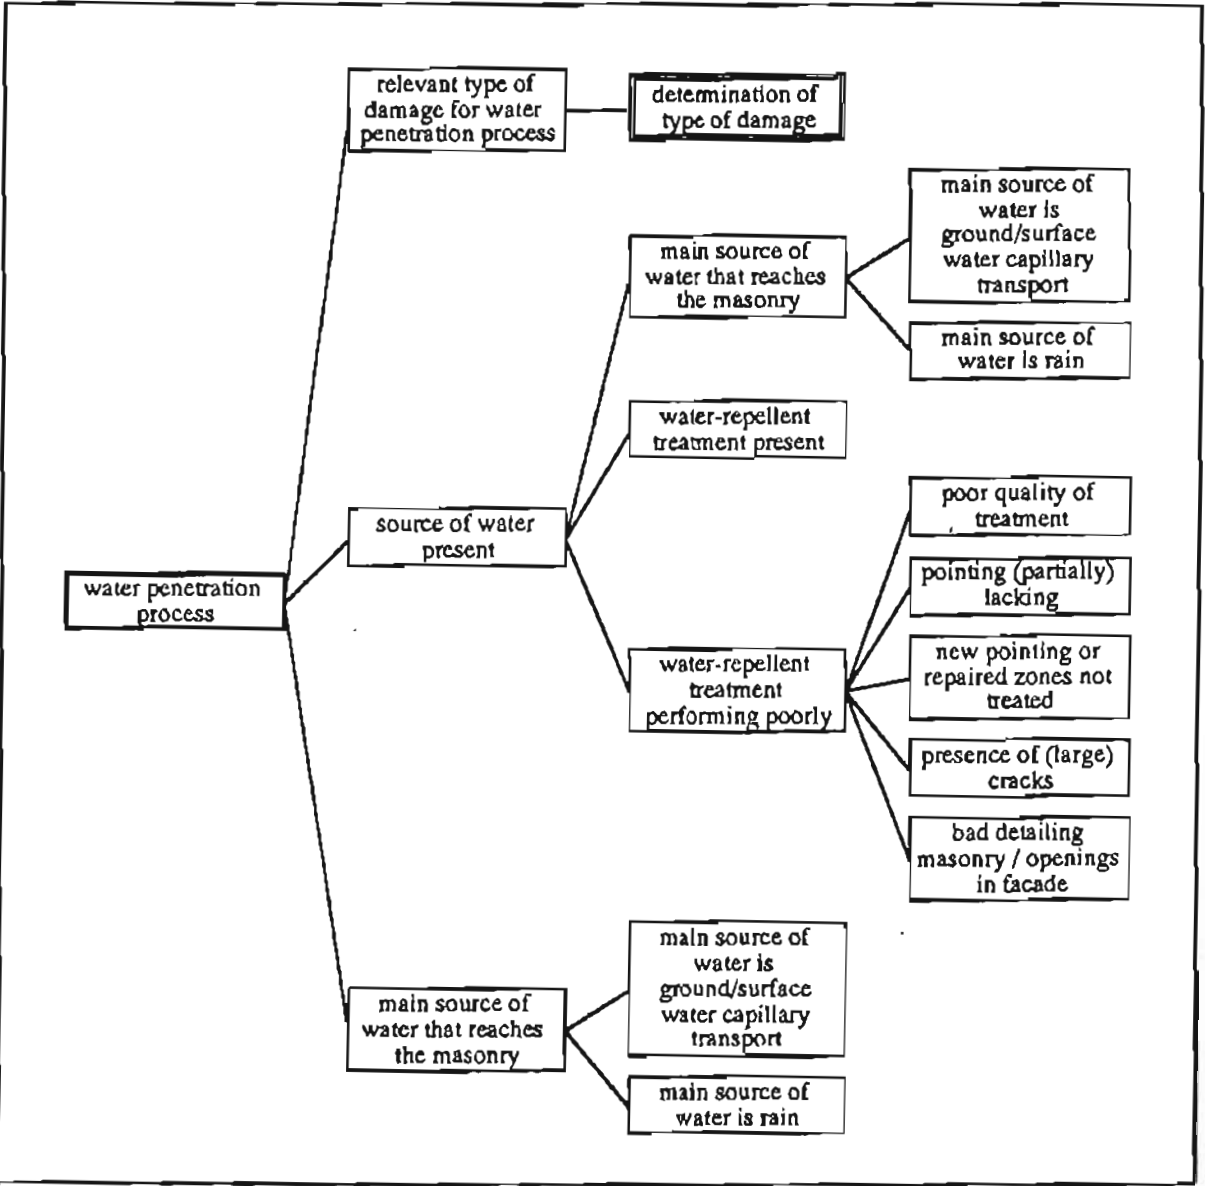 relevant type of
damage for water
penetration process
determination of
type of damage
main source of
water is
ground/surface
water capillary
transport
main source of
water that reaches
the masonry
main source of
water is rain
water-repellent
treatment present
poor quality of
treatment
source of water
present
pointing (partially)
lacking
water penetration
process
new pointing or
repaired zones not
treated
water-repellent
treatment
performing poorly
presence of (large)
cracks
bad detailing
masonry / openings
in facade
main source of
water is
ground/surface
water capillary
transport
main source of
water that reaches
the masonry
main source of
water is rain